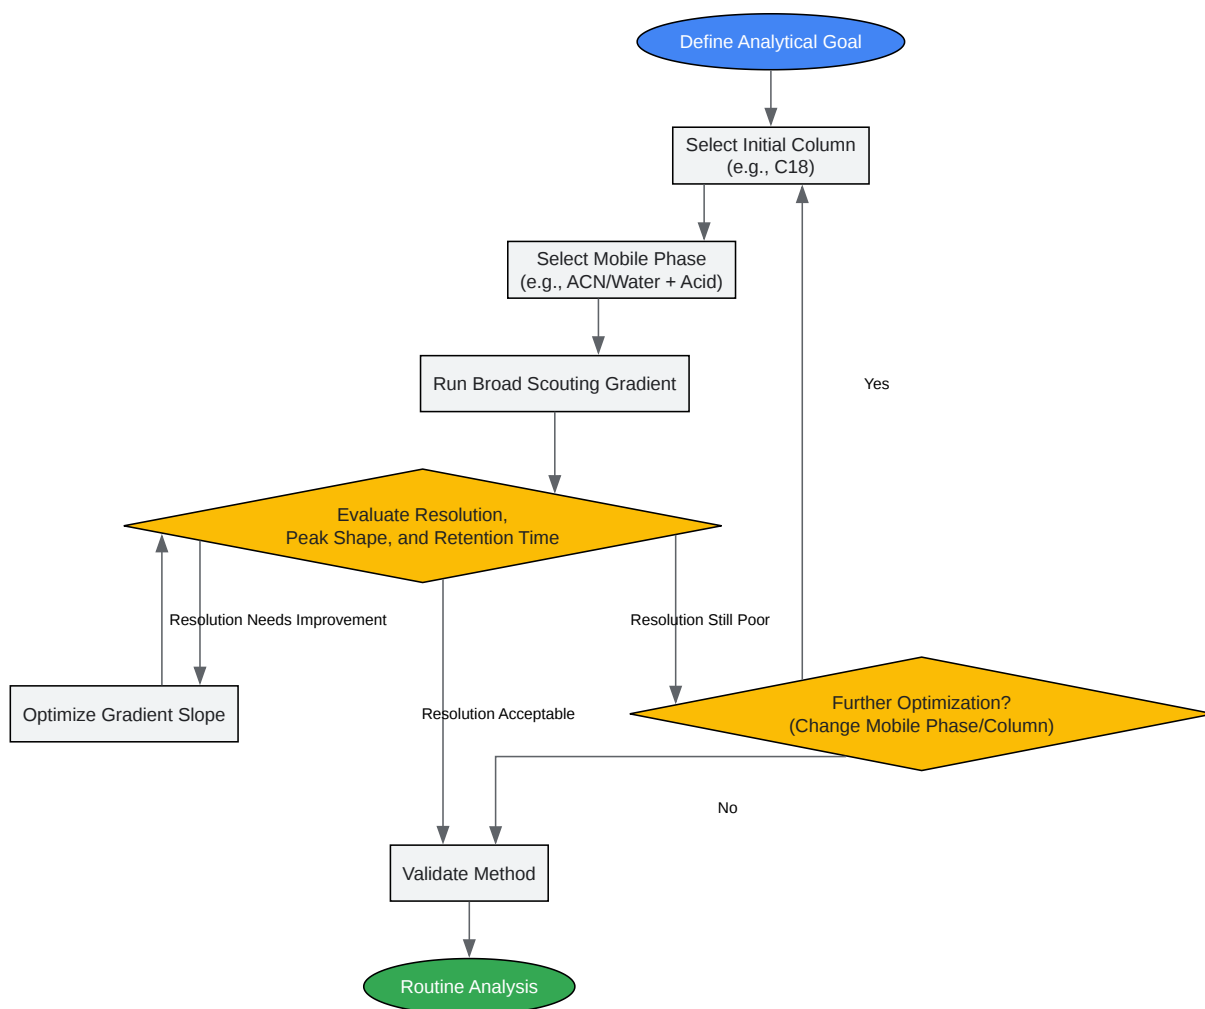 Define Analytical Goal
Select Initial Column
(e.g., C18)
Select Mobile Phase
(e.g., ACN/Water + Acid)
Run Broad Scouting Gradient
Yes
Evaluate Resolution,
Peak Shape, and Retention Time
Resolution Needs Improvement
Resolution Still Poor
Optimize Gradient Slope
Resolution Acceptable
Further Optimization?
(Change Mobile Phase/Column)
No
Validate Method
Routine Analysis